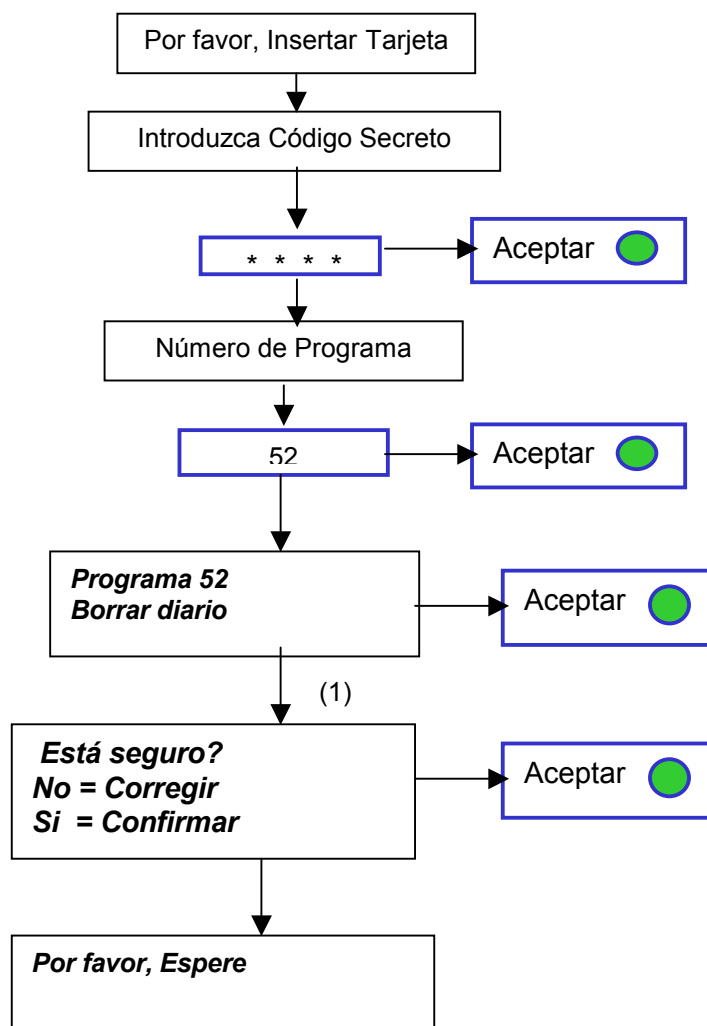 Por favor, Insertar Tarjeta
Introduzca Código Secreto
* * * *
Aceptar
Número de Programa
52
Aceptar
Programa 52
Borrar diario
Aceptar
(1)
Está seguro?
No = Corregir
Si = Confirmar
Aceptar
Por favor, Espere